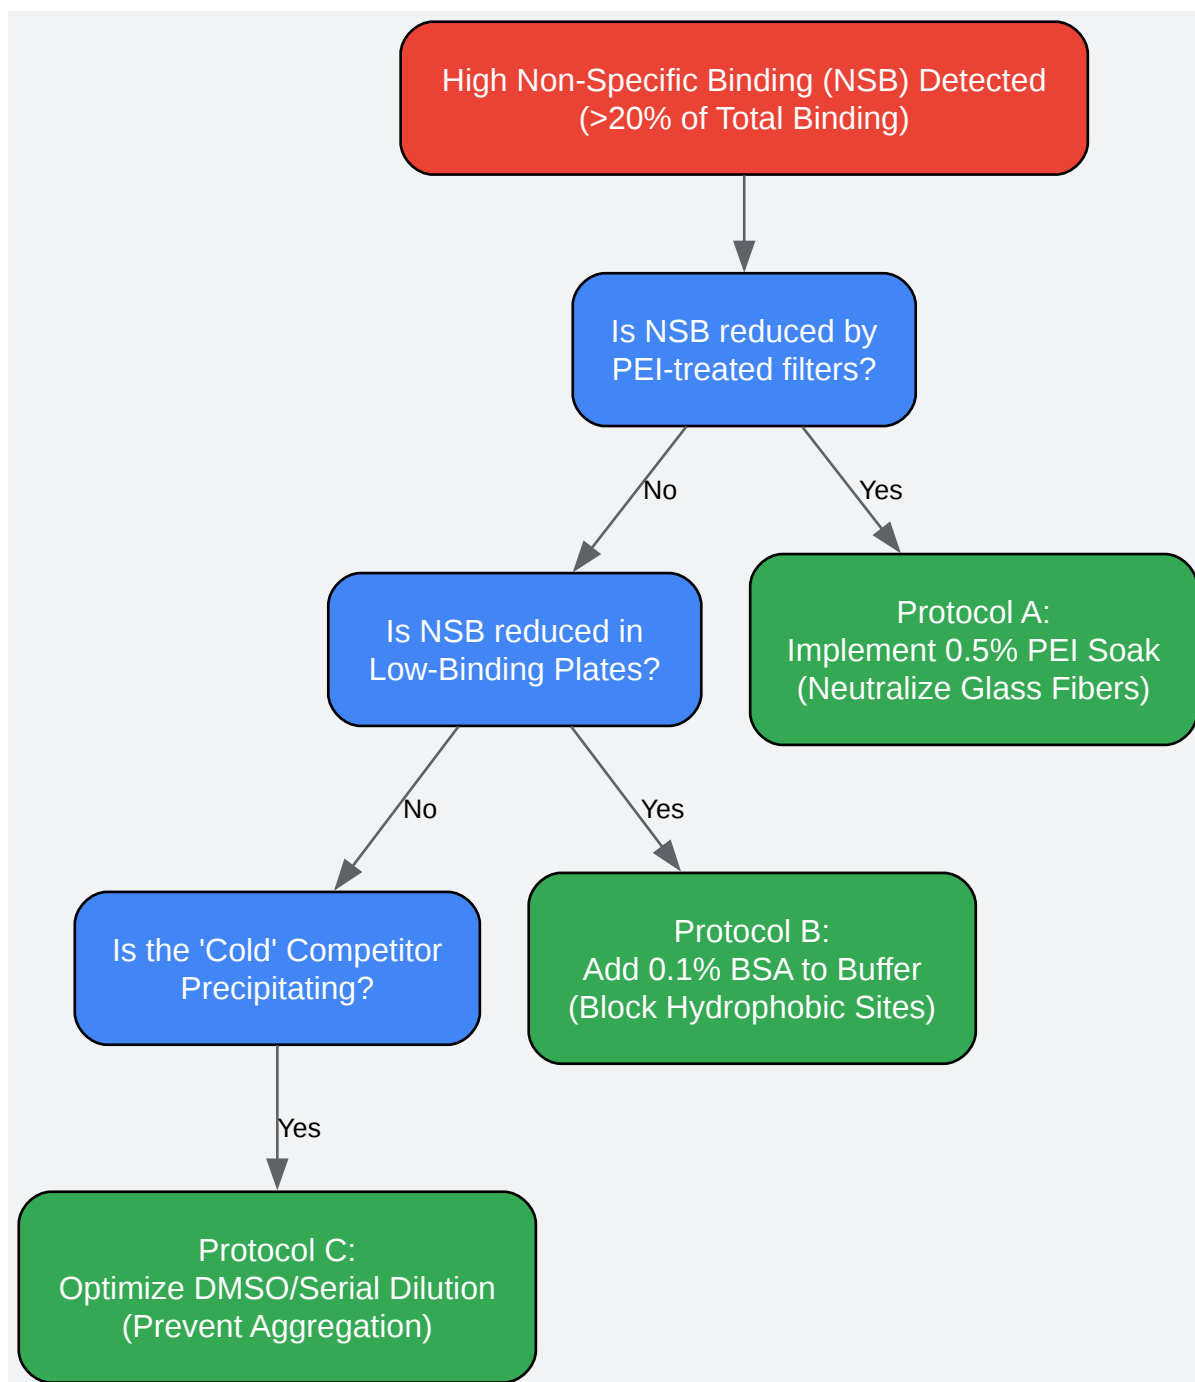 High Non-Specific Binding (NSB) Detected
(>20% of Total Binding)
Is NSB reduced by
PEI-treated filters?
No
Yes
Is NSB reduced in
Low-Binding Plates?
Protocol A:
Implement 0.5% PEI Soak
(Neutralize Glass Fibers)
No
Yes
Is the 'Cold' Competitor
Precipitating?
Protocol B:
Add 0.1% BSA to Buffer
(Block Hydrophobic Sites)
Yes
Protocol C:
Optimize DMSO/Serial Dilution
(Prevent Aggregation)